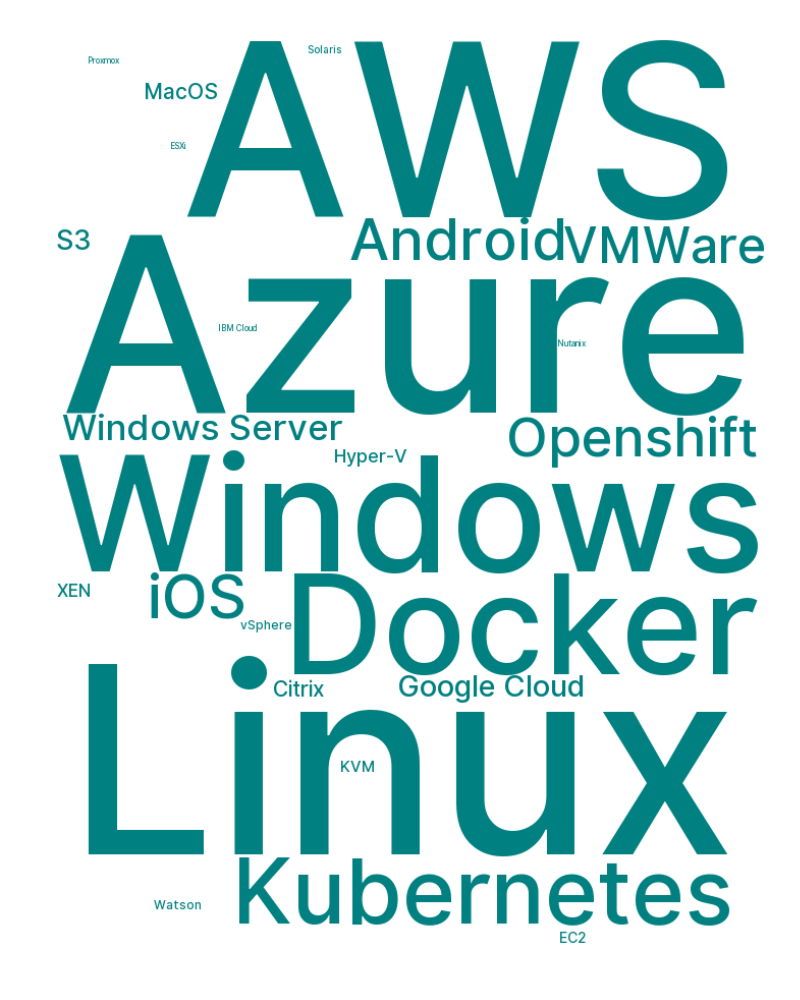 Solaris
Proxmox
MacOS
AWS
ESXi
S3
Android
VMWare
Azure
IBM Cloud
Nutanix
Windows Server
Openshift
Hyper-V
Windows
XEN
iOS
Docker
vSphere
Citrix
Google Cloud
Linux
KVM
Kubernetes
Watson
EC2